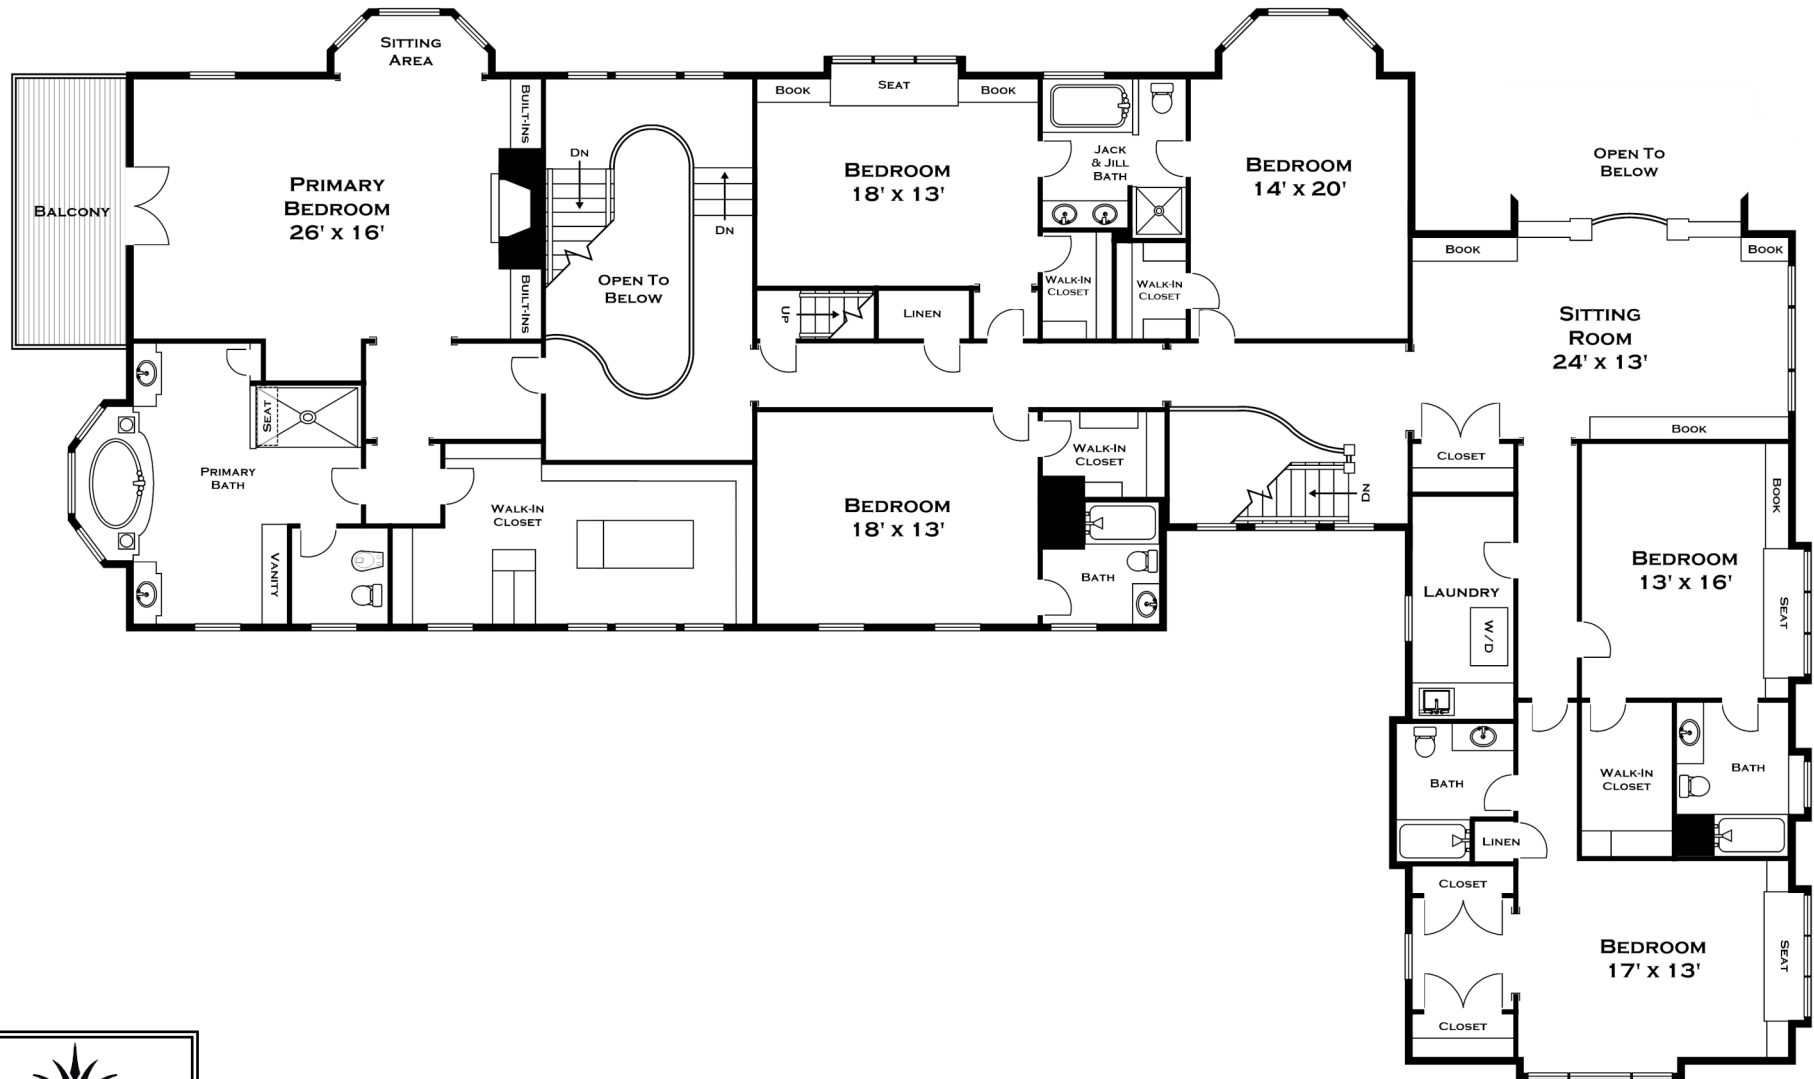 SITTING
AREA
BALCONY
PRIMARY
BEDROOM
26' X 16'
BUILT-INS
BUILT-INS
DN
DN
OPEN TO
BELOW
BOOK
SEAT
BOOK
BEDROOM
18' X 13'
UP
LINEN
JACK
& JILL
BATH
WALK-IN
CLOSET
WALK-IN
CLOSET
BEDROOM
14' X 20'
OPEN TO
BELOW
BOOK
BOOK
SITTING
ROOM
24' X 13'
BOOK
CLOSET
SEAT
PRIMARY
BATH
VANITY
WALK-IN
CLOSET
BEDROOM
18' X 13'
WALK-IN
CLOSET
BATH
DN
LAUNDRY
W/D
BOOK
BEDROOM
13' X 16'
SEAT
BATH
LINEN
WALK-IN
CLOSET
BATH
CLOSET
BEDROOM
17' X 13'
SEAT
CLOSET